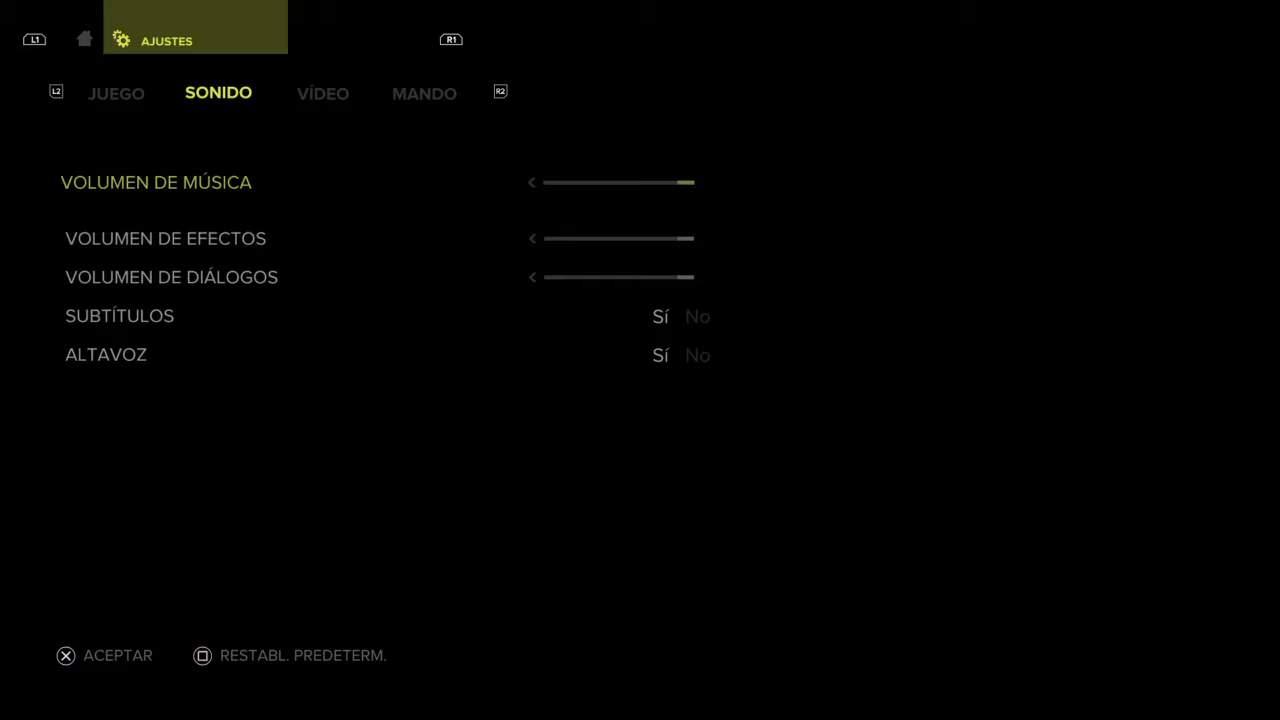 L1 AJUSTES R1
L2 JUEGO SONIDO VÍDEO MANDO R2
VOLUMEN DE MÚSICA
VOLUMEN DE EFECTOS
VOLUMEN DE DIÁLOGOS
SUBTÍTULOS Sí No
ALTAVOZ Sí No
ACEPTAR RESTABL. PREDETERM.